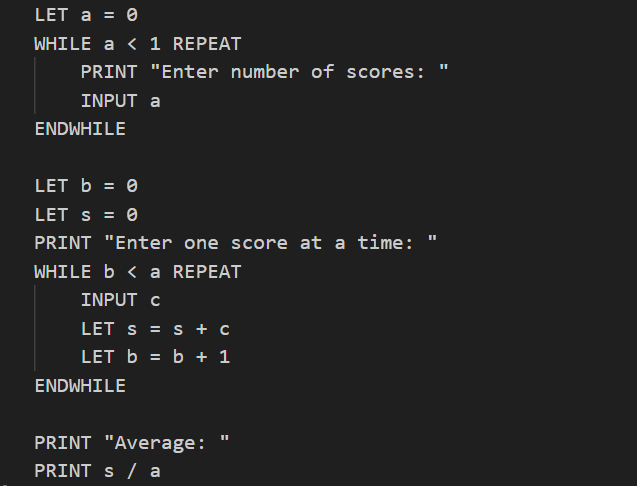 LET a = 0
WHILE a < 1 REPEAT
    PRINT "Enter number of scores: "
    INPUT a
ENDWHILE

LET b = 0
LET s = 0
PRINT "Enter one score at a time: "
WHILE b < a REPEAT
    INPUT c
    LET s = s + c
    LET b = b + 1
ENDWHILE

PRINT "Average: "
PRINT s / a